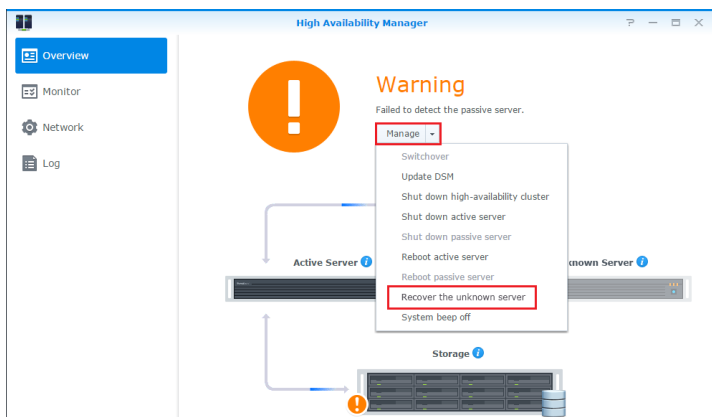 High Availability Manager
Overview
Monitor
Network
Log
Warning
Failed to detect the passive server.
Manage
Switchover
Update DSM
Shut down high-availability cluster
Shut down active server
Shut down passive server
Reboot active server
Reboot passive server
Recover the unknown server
System beep off
Active Server
known Server
Storage